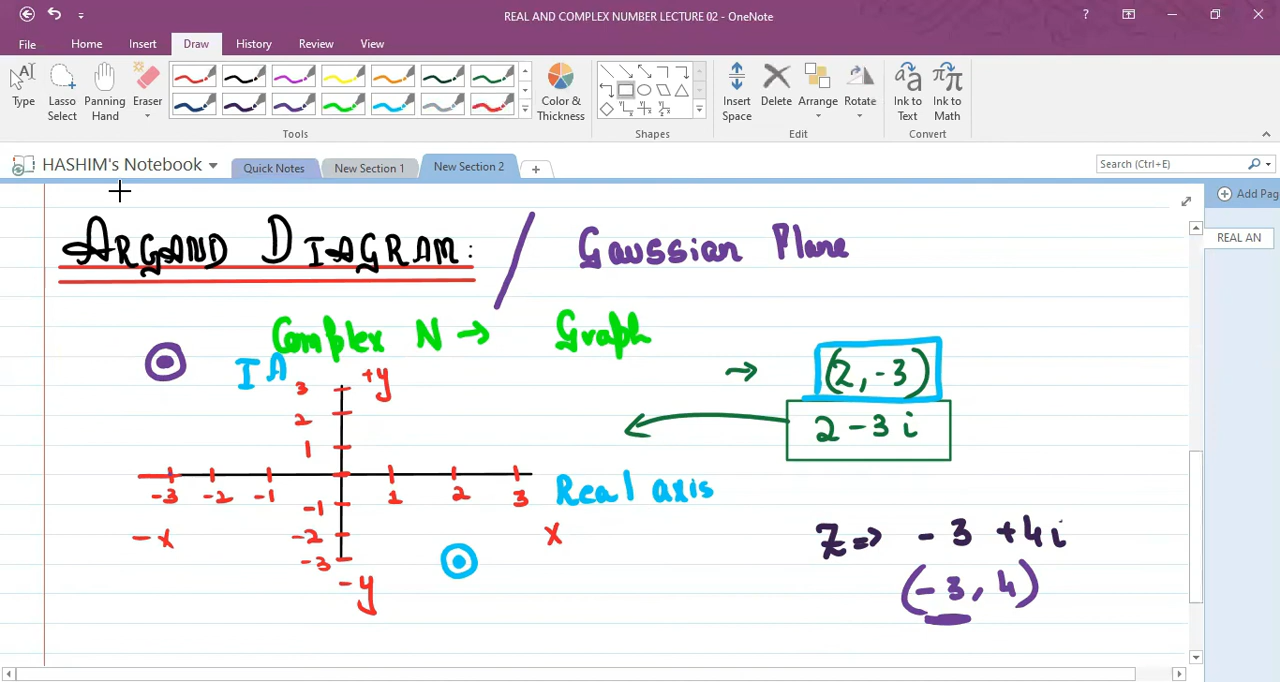 REAL AND COMPLEX NUMBER LECTURE 02 - OneNote
?
File Home Insert Draw History Review View
Type
Lasso Select
Panning Hand
Eraser
Color & Thickness
Insert Space
Delete
Arrange
Rotate
Ink to Text
Ink to Math
Tools
Shapes
Edit
Convert
HASHIM's Notebook
Quick Notes
New Section 1
New Section 2
Search (Ctrl+E)
Add Pag
REAL AN
ARGAND DIAGRAM: / Gaussian Plane
Complex N → Graph
I A
+y
3
2
1
→ (2, -3)
2 - 3 i
-3 -2 -1 1 2 3
Real axis
-1
-2
-3
-x
x
-y
Z ⇒ - 3 + 4 i
(- 3, 4)